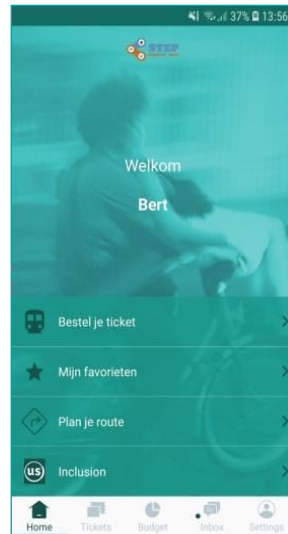 37% 13:56
STEP
Welkom
Bert
Bestel je ticket
Mijn favorieten
Plan je route
us Inclusion
Home Tickets Budget Inbox Settings